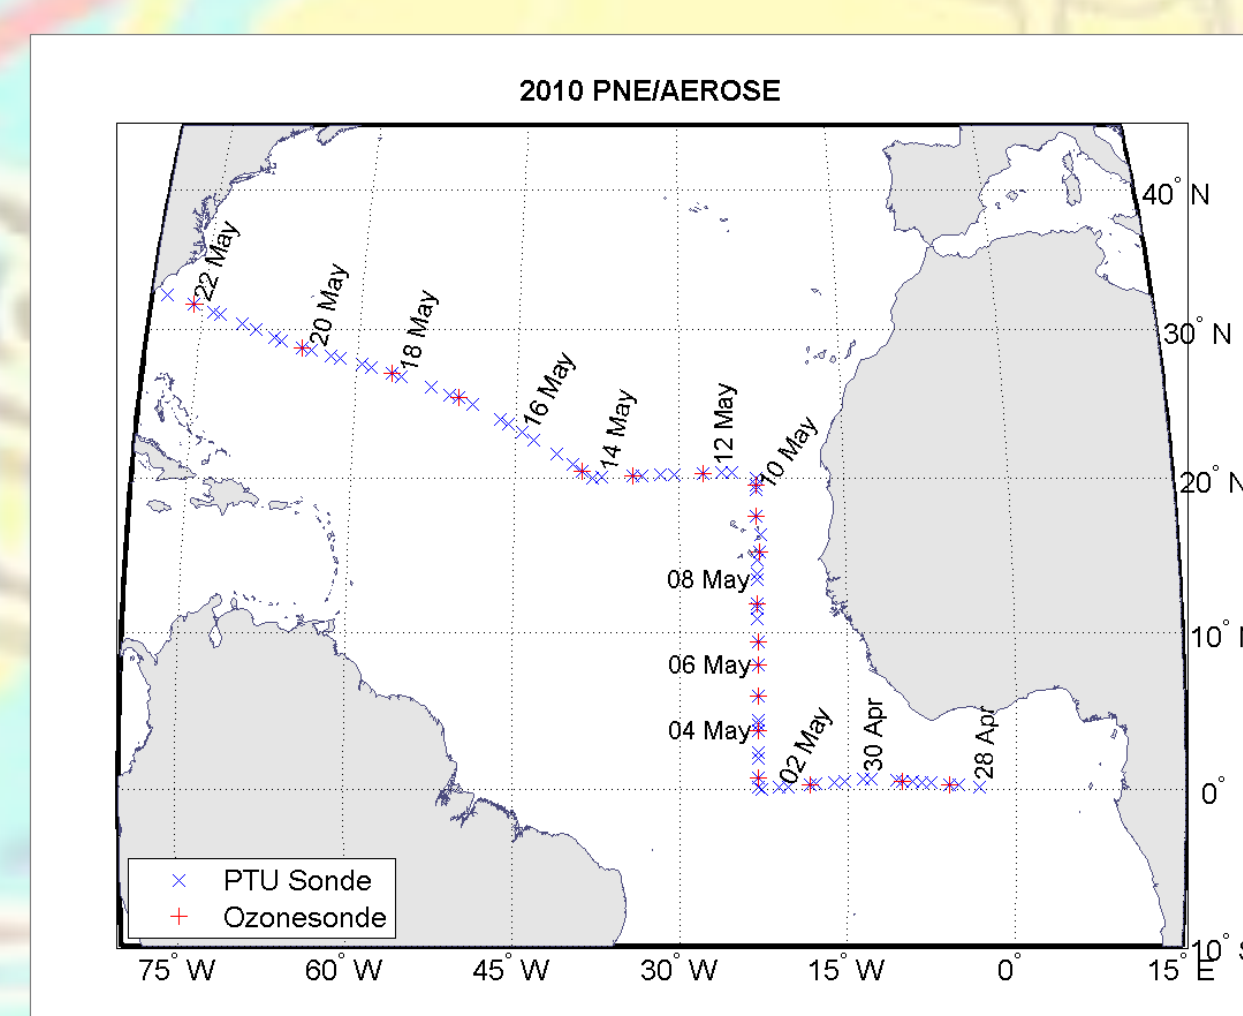 2010 PNE/AEROSE
40° N
22 May
20 May
18 May
30° N
16 May
14 May
12 May
10 May
20° N
08 May
10° N
06 May
04 May
02 May
30 Apr
28 Apr
0°
PTU Sonde
Ozonesonde
10° S
75° W
60° W
45° W
30° W
15° W
0°
15° E